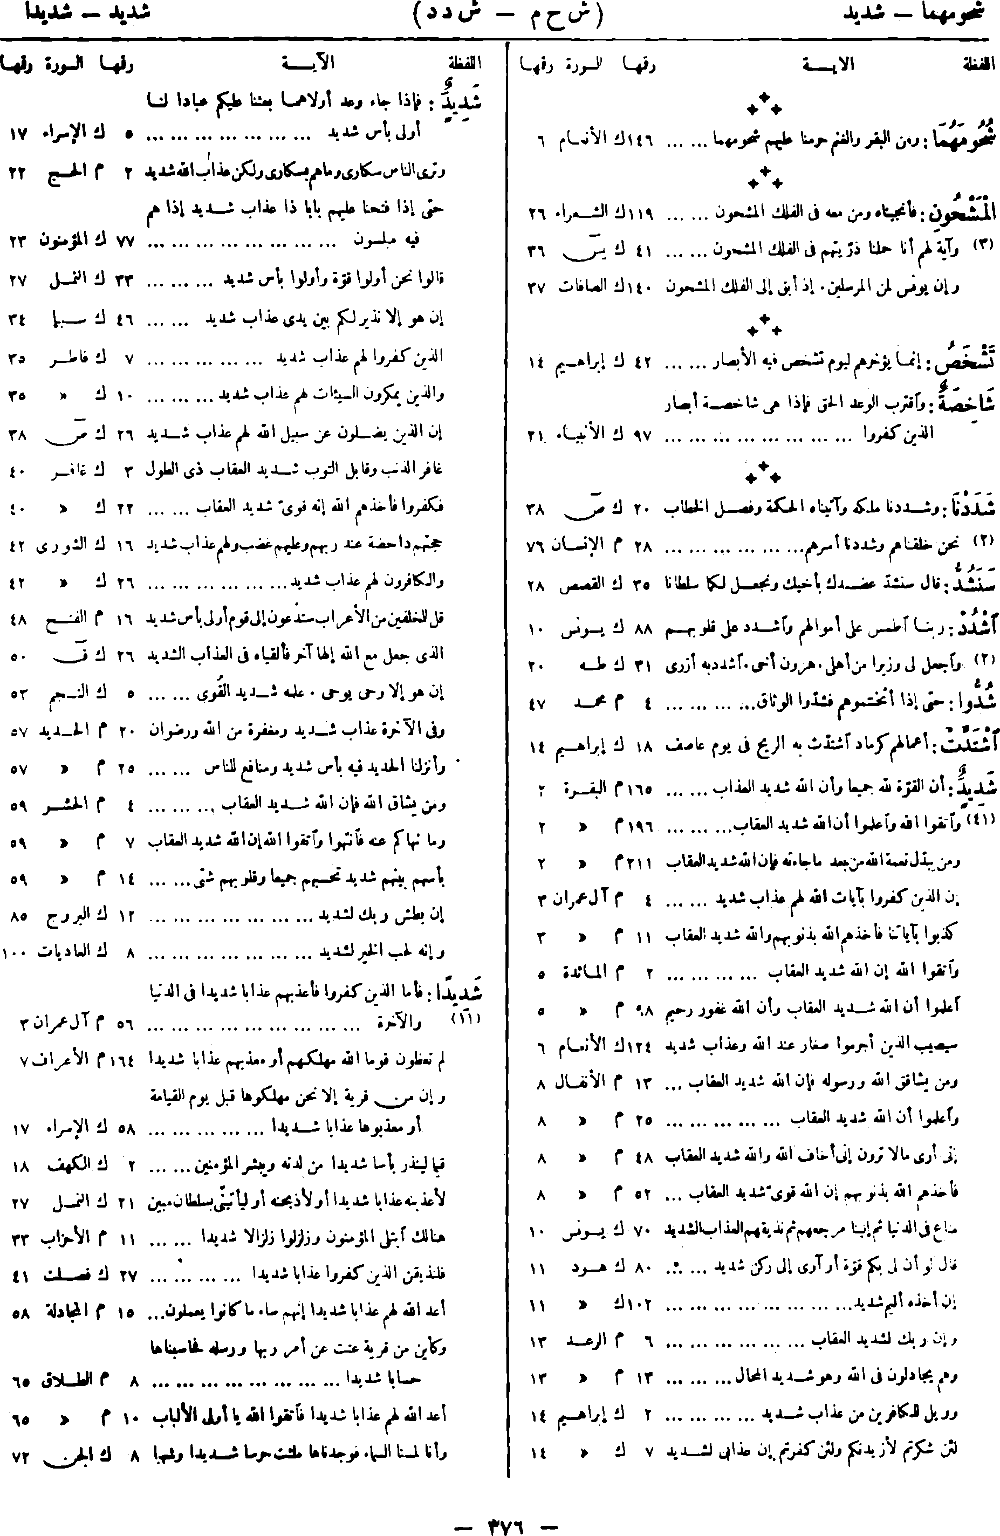 شحومهما – شديد (ش ح م – ش د د) شديد – شديدا
اللفظة الآيــة رقمها السورة رقمها
شُحُومَهُمَا : ومن البقر والغنم حرمنا عليهم شحومهما ... ... ١٤٦ ك الأنعام ٦
الْمَشْحُونِ : فأنجيناه ومن معه فى الفلك المشحون ... ... ١١٩ ك الشعراء ٢٦
(٣) وآية لهم أنا حملنا ذرّيتهم فى الفلك المشحون ... ... ٤١ ك يسٓ ٣٦
وإن يونس لمن المرسلين . إذ أبق إلى الفلك المشحون ١٤٠ ك الصافات ٣٧
تَشْخَصُ : إنما يؤخرهم ليوم تشخص فيه الأبصار ... ... ٤٢ ك إبراهيم ١٤
شَاخِصَةٌ : وٱقترب الوعد الحق فإذا هى شاخصة أبصار
الذين كفروا ... ... ... ... ... ... ... ٩٧ ك الأنبياء ٢١
شَدَدْنَا : وشددنا ملكه وآتيناه الحكمة وفصل الخطاب ٢٠ ك صٓ ٣٨
(٢) نحن خلقناهم وشددنا أسرهم ... ... ... ... ... ٢٨ م الإنسان ٧٦
سَنَشُدُّ : قال سنشدّ عضدك بأخيك ونجعل لكما سلطانا ٣٥ ك القصص ٢٨
ٱشْدُدْ : ربنا ٱطمس على أموالهم وٱشدد على قلوبهم ٨٨ ك يونس ١٠
(٢) وٱجعل لى وزيرا من أهلى . هرون أخى . ٱشدد به أزرى ٣١ ك طه ٢٠
شُدُّوا : حتى إذا أثخنتموهم فشدّوا الوثاق ... ... ... ... ٤ م محمد ٤٧
ٱشْتَدَّتْ : أعمالهم كرماد ٱشتدّت به الريح فى يوم عاصف ١٨ ك إبراهيم ١٤
شَدِيدٌ : أن القوّة لله جميعا وأن الله شديد العذاب ... ... ١٦٥ م البقرة ٢
(٤١) وٱتقوا الله وٱعلموا أن الله شديد العقاب ... ... ... ١٩٦ م » ٢
ومن يبدّل نعمة الله من بعد ما جاءته فإن الله شديد العقاب ٢١١ م » ٢
إن الذين كفروا بآيات الله لهم عذاب شديد ... ... ٤ م آل عمران ٣
كذبوا بآياتنا فأخذهم الله بذنوبهم والله شديد العقاب ١١ م » ٣
وٱتقوا الله إن الله شديد العقاب ... ... ... ... ٢ م المائدة ٥
ٱعلموا أن الله شديد العقاب وأن الله غفور رحيم ٩٨ م » ٥
سيصيب الذين أجرموا صغار عند الله وعذاب شديد ١٢٤ ك الأنعام ٦
ومن يشاقق الله ورسوله فإن الله شديد العقاب ... ١٣ م الأنفال ٨
وٱعلموا أن الله شديد العقاب ... ... ... ... ... ٢٥ م » ٨
إنى أرى مالا ترون إنى أخاف الله والله شديد العقاب ٤٨ م » ٨
فأخذهم الله بذنوبهم إن الله قوىّ شديد العقاب ... ٥٢ م » ٨
متاع فى الدنيا ثم إلينا مرجعهم ثم نذيقهم العذاب الشديد ٧٠ ك يونس ١٠
قال لو أن لى بكم قوّة أو آوى إلى ركن شديد ... ... ٨٠ ك هود ١١
إن أخذه أليم شديد ... ... ... ... ... ... ... ١٠٢ ك » ١١
وإن ربك لشديد العقاب ... ... ... ... ... ... ٦ م الرعد ١٣
وهم يجادلون فى الله وهو شديد المحال ... ... ... ١٣ م » ١٣
وويل للكافرين من عذاب شديد ... ... ... ... ٢ ك إبراهيم ١٤
لئن شكرتم لأزيدنكم ولئن كفرتم إن عذابى لشديد ٧ ك » ١٤
اللفظة الآيــة رقمها السورة رقمها
شَدِيدٌ : فإذا جاء وعد أولاهما بعثنا عليكم عبادا لنا
أولى بأس شديد ... ... ... ... ... ... ... ٥ ك الإسراء ١٧
وترى الناس سكارى وما هم بسكارى ولكن عذاب الله شديد ٢ م الحج ٢٢
حتى إذا فتحنا عليهم بابا ذا عذاب شديد إذا هم
فيه مبلسون ... ... ... ... ... ... ... ... ٧٧ ك المؤمنون ٢٣
قالوا نحن أولوا قوّة وأولوا بأس شديد ... ... ... ٣٣ ك النمل ٢٧
إن هو إلا نذير لكم بين يدى عذاب شديد ... ... ٤٦ ك سبإ ٣٤
الذين كفروا لهم عذاب شديد ... ... ... ... ... ٧ ك فاطر ٣٥
والذين يمكرون السيئات لهم عذاب شديد ... ... ... ١٠ ك » ٣٥
إن الذين يضلون عن سبيل الله لهم عذاب شديد ٢٦ ك صٓ ٣٨
غافر الذنب وقابل التوب شديد العقاب ذى الطول ٣ ك غافر ٤٠
فكفروا فأخذهم الله إنه قوىّ شديد العقاب ... ... ٢٢ ك » ٤٠
حجتهم داحضة عند ربهم وعليهم غضب ولهم عذاب شديد ١٦ ك الشورى ٤٢
والكافرون لهم عذاب شديد ... ... ... ... ... ... ٢٦ ك » ٤٢
قل للمخلفين من الأعراب ستدعون إلى قوم أولى بأس شديد ١٦ م الفتح ٤٨
الذى جعل مع الله إلها آخر فألقياه فى العذاب الشديد ٢٦ ك قٓ ٥٠
إن هو إلا وحى يوحى . علمه شديد القُوَى ... ... ٥ ك النجم ٥٣
وفى الآخرة عذاب شديد ومغفرة من الله ورضوان ٢٠ م الحديد ٥٧
وأنزلنا الحديد فيه بأس شديد ومنافع للناس ... ... ٢٥ م » ٥٧
ومن يشاق الله فإن الله شديد العقاب ... ... ... ٤ م الحشر ٥٩
وما نهاكم عنه فٱنتهوا وٱتقوا الله إن الله شديد العقاب ٧ م » ٥٩
بأسهم بينهم شديد تحسبهم جميعا وقلوبهم شتى ... ... ١٤ م » ٥٩
إن بطش ربك لشديد ... ... ... ... ... ... ... ١٢ ك البروج ٨٥
وإنه لحب الخير لشديد ... ... ... ... ... ... ... ٨ ك العاديات ١٠٠
شَدِيدًا : فأما الذين كفروا فأعذبهم عذابا شديدا فى الدنيا
(١١) والآخرة ... ... ... ... ... ... ... ... ٥٦ م آل عمران ٣
لم تعظون قوما الله مهلكهم أو معذبهم عذابا شديدا ١٦٤ م الأعراف ٧
وإن من قرية إلا نحن مهلكوها قبل يوم القيامة
أو معذبوها عذابا شديدا ... ... ... ... ... ٥٨ ك الإسراء ١٧
قيما لينذر بأسا شديدا من لدنه ويبشر المؤمنين ... ... ٢ ك الكهف ١٨
لأعذبنه عذابا شديدا أو لأذبحنه أو ليأتينّى بسلطان مبين ٢١ ك النمل ٢٧
هنالك ٱبتلى المؤمنون وزلزلوا زلزالا شديدا ... ... ١١ م الأحزاب ٣٣
فلنذيقن الذين كفروا عذابا شديدا ... ... ... ... ٢٧ ك فصلت ٤١
أعد الله لهم عذابا شديدا إنهم ساء ما كانوا يعملون ... ١٥ م المجادلة ٥٨
وكأين من قرية عتت عن أمر ربها ورسله فحاسبناها
حسابا شديدا ... ... ... ... ... ... ... ... ٨ م الطلاق ٦٥
أعد الله لهم عذابا شديدا فٱتقوا الله يا أولى الألباب ١٠ م » ٦٥
وأنا لمسنا السماء فوجدناها ملئت حرسا شديدا وشهبا ٨ ك الجن ٧٢
– ٣٧٦ –